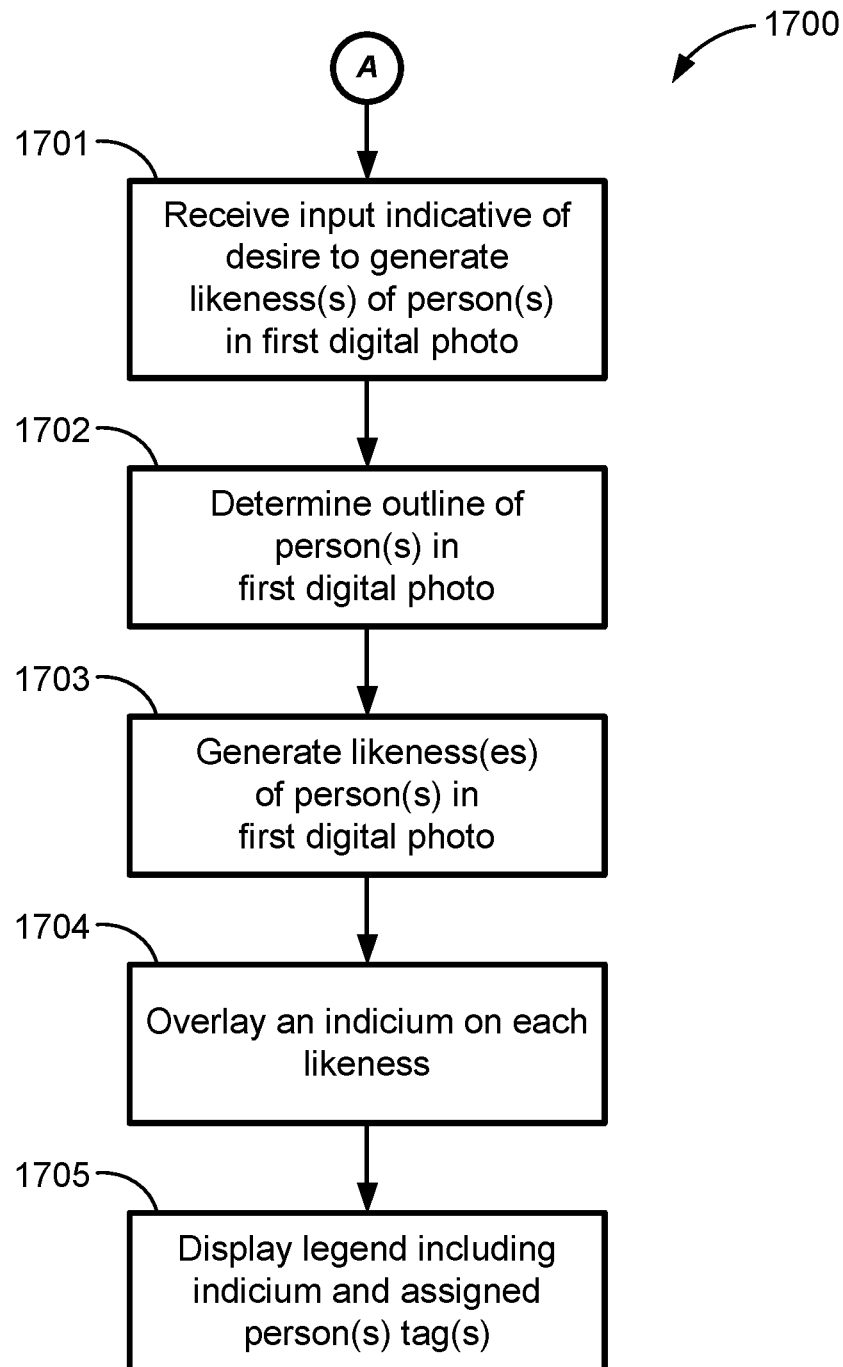 1700
A
1701
Receive input indicative of
desire to generate
likeness(s) of person(s)
in first digital photo
1702
Determine outline of
person(s) in
first digital photo
1703
Generate likeness(es)
of person(s) in
first digital photo
1704
Overlay an indicium on each
likeness
1705
Display legend including
indicium and assigned
person(s) tag(s)